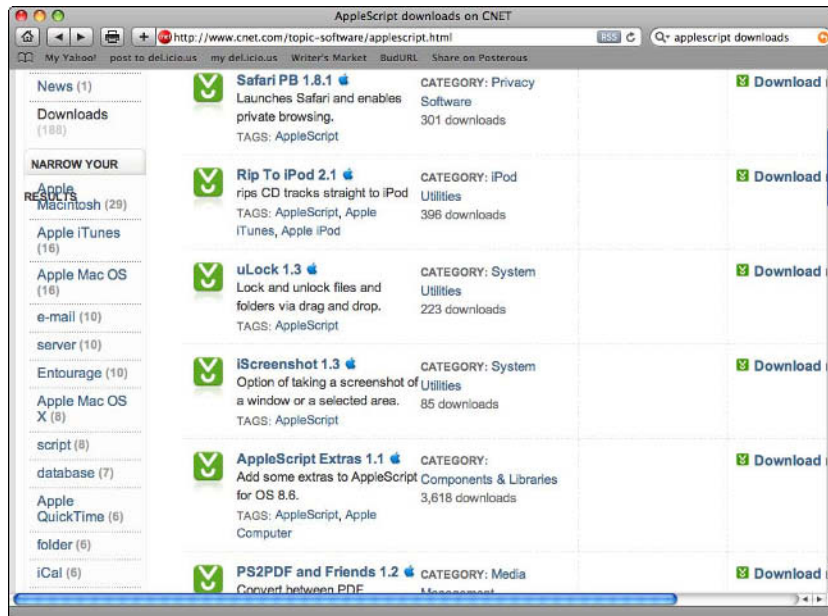 AppleScript downloads on CNET
http://www.cnet.com/topic-software/applescript.html
RSS
applescript downloads
My Yahoo!
post to del.icio.us
my del.icio.us
Writer's Market
BudURL
Share on Posterous
News (1)
Downloads
(188)
NARROW YOUR
RESULTS
Apple
Macintosh (29)
Apple iTunes
(16)
Apple Mac OS
(16)
e-mail (10)
server (10)
Entourage (10)
Apple Mac OS
X (8)
script (8)
database (7)
Apple
QuickTime (6)
folder (6)
iCal (6)
Safari PB 1.8.1
Launches Safari and enables
private browsing.
TAGS: AppleScript
CATEGORY: Privacy
Software
301 downloads
Download
Rip To iPod 2.1
rips CD tracks straight to iPod
TAGS: AppleScript, Apple
iTunes, Apple iPod
CATEGORY: iPod
Utilities
396 downloads
Download
uLock 1.3
Lock and unlock files and
folders via drag and drop.
TAGS: AppleScript
CATEGORY: System
Utilities
223 downloads
Download
iScreenshot 1.3
Option of taking a screenshot of
a window or a selected area.
TAGS: AppleScript
CATEGORY: System
Utilities
85 downloads
Download
AppleScript Extras 1.1
Add some extras to AppleScript
for OS 8.6.
TAGS: AppleScript, Apple
Computer
CATEGORY:
Components & Libraries
3,618 downloads
Download
PS2PDF and Friends 1.2
Convert between PDF
CATEGORY: Media
Management
Download